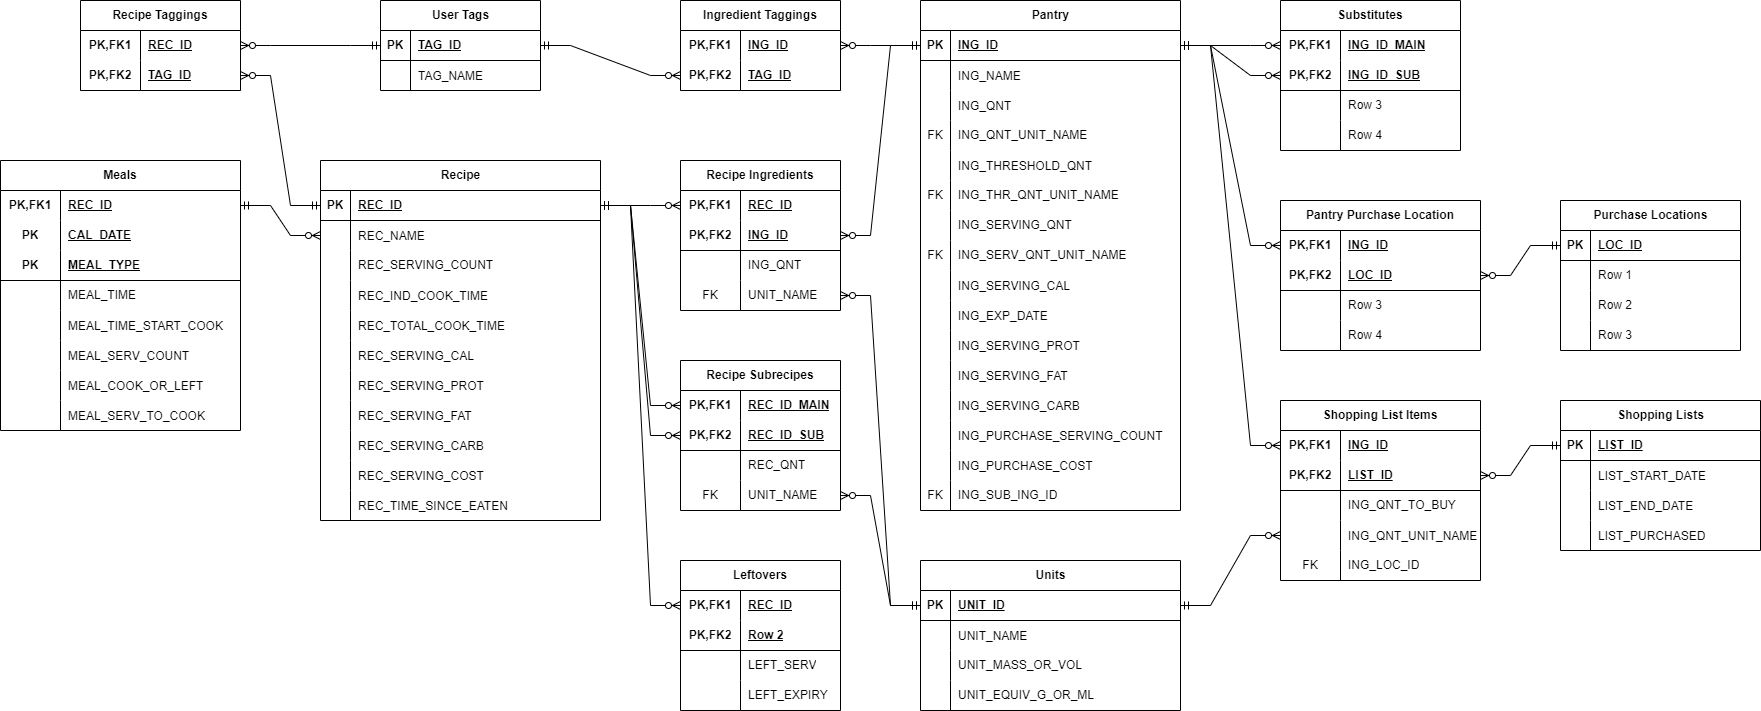 Recipe Taggings
PK,FK1 REC_ID
PK,FK2 TAG_ID
User Tags
PK TAG_ID
TAG_NAME
Ingredient Taggings
PK,FK1 ING_ID
PK,FK2 TAG_ID
Pantry
PK ING_ID
ING_NAME
ING_QNT
FK ING_QNT_UNIT_NAME
ING_THRESHOLD_QNT
FK ING_THR_QNT_UNIT_NAME
ING_SERVING_QNT
FK ING_SERV_QNT_UNIT_NAME
ING_SERVING_CAL
ING_EXP_DATE
ING_SERVING_PROT
ING_SERVING_FAT
ING_SERVING_CARB
ING_PURCHASE_SERVING_COUNT
ING_PURCHASE_COST
FK ING_SUB_ING_ID
Substitutes
PK,FK1 ING_ID_MAIN
PK,FK2 ING_ID_SUB
Row 3
Row 4
Meals
PK,FK1 REC_ID
PK CAL_DATE
PK MEAL_TYPE
MEAL_TIME
MEAL_TIME_START_COOK
MEAL_SERV_COUNT
MEAL_COOK_OR_LEFT
MEAL_SERV_TO_COOK
Recipe
PK REC_ID
REC_NAME
REC_SERVING_COUNT
REC_IND_COOK_TIME
REC_TOTAL_COOK_TIME
REC_SERVING_CAL
REC_SERVING_PROT
REC_SERVING_FAT
REC_SERVING_CARB
REC_SERVING_COST
REC_TIME_SINCE_EATEN
Recipe Ingredients
PK,FK1 REC_ID
PK,FK2 ING_ID
ING_QNT
FK UNIT_NAME
Pantry Purchase Location
PK,FK1 ING_ID
PK,FK2 LOC_ID
Row 3
Row 4
Purchase Locations
PK LOC_ID
Row 1
Row 2
Row 3
Recipe Subrecipes
PK,FK1 REC_ID_MAIN
PK,FK2 REC_ID_SUB
REC_QNT
FK UNIT_NAME
Shopping List Items
PK,FK1 ING_ID
PK,FK2 LIST_ID
ING_QNT_TO_BUY
ING_QNT_UNIT_NAME
FK ING_LOC_ID
Shopping Lists
PK LIST_ID
LIST_START_DATE
LIST_END_DATE
LIST_PURCHASED
Leftovers
PK,FK1 REC_ID
PK,FK2 Row 2
LEFT_SERV
LEFT_EXPIRY
Units
PK UNIT_ID
UNIT_NAME
UNIT_MASS_OR_VOL
UNIT_EQUIV_G_OR_ML